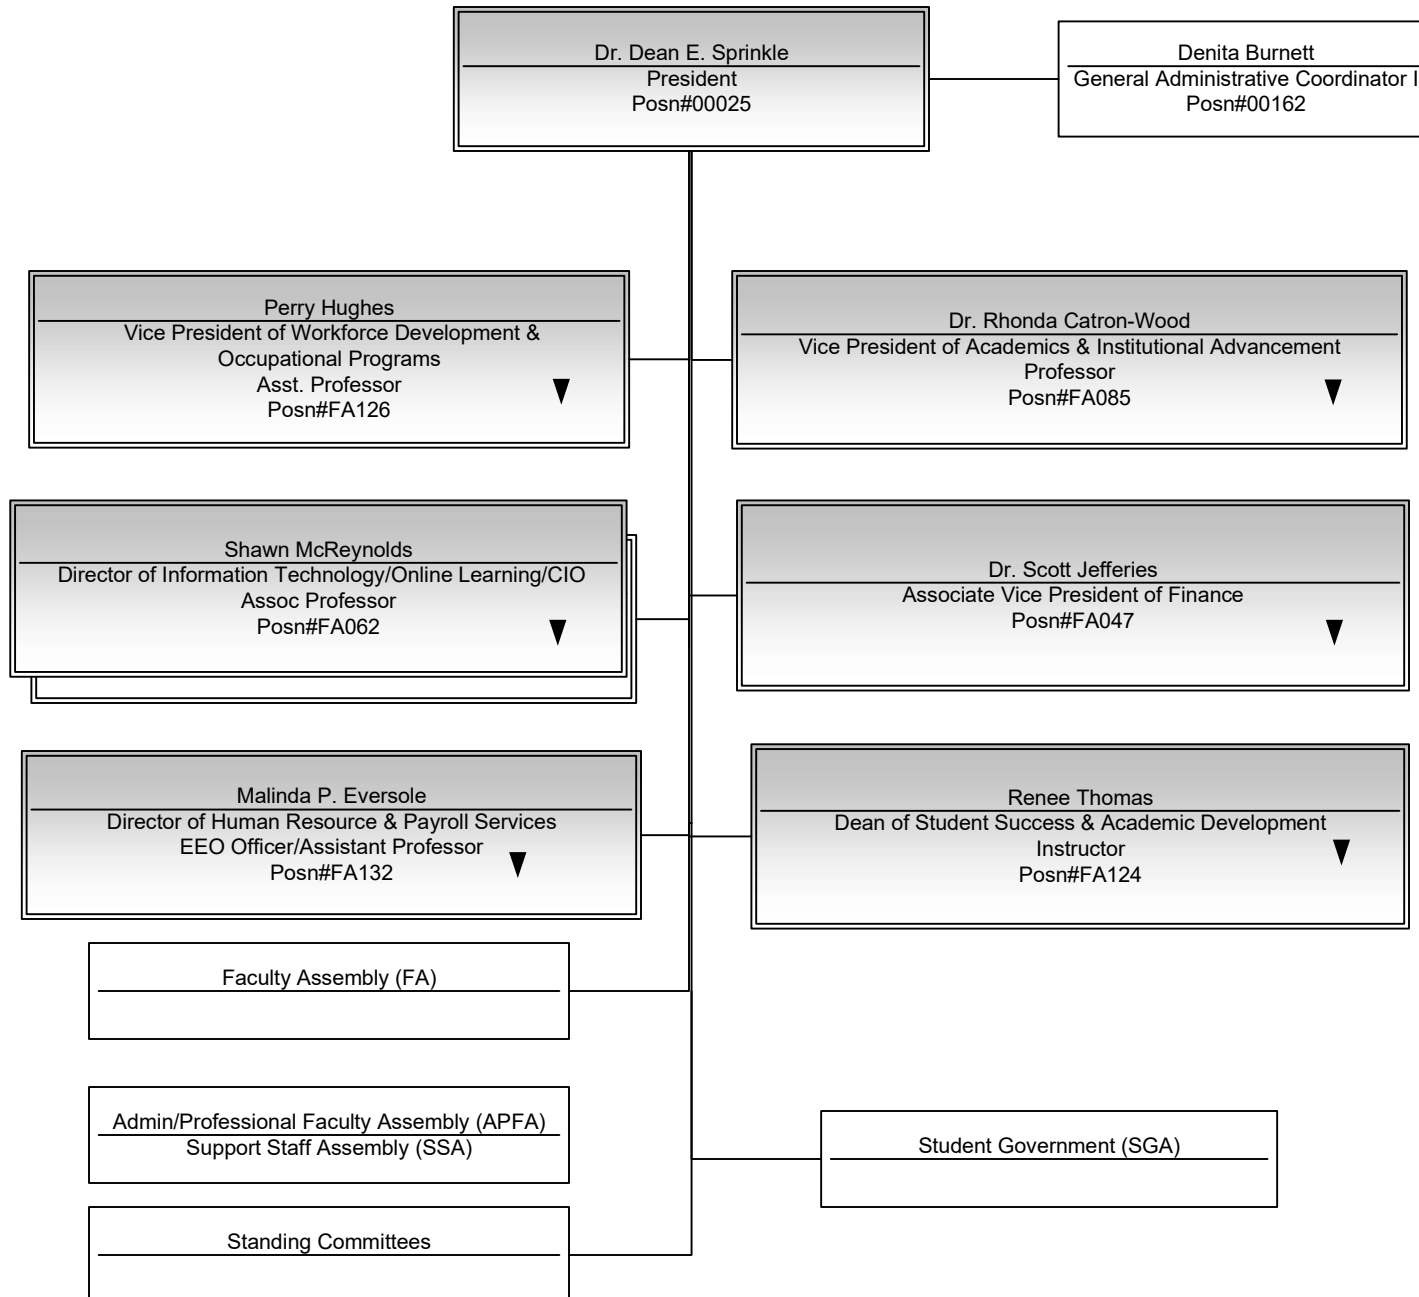 Dr. Dean E. Sprinkle
President
Posn#00025
Denita Burnett
General Administrative Coordinator I
Posn#00162
Perry Hughes
Vice President of Workforce Development &
Occupational Programs
Asst. Professor
Posn#FA126
Dr. Rhonda Catron-Wood
Vice President of Academics & Institutional Advancement
Professor
Posn#FA085
Shawn McReynolds
Director of Information Technology/Online Learning/CIO
Assoc Professor
Posn#FA062
Dr. Scott Jefferies
Associate Vice President of Finance
Posn#FA047
Malinda P. Eversole
Director of Human Resource & Payroll Services
EEO Officer/Assistant Professor
Posn#FA132
Renee Thomas
Dean of Student Success & Academic Development
Instructor
Posn#FA124
Faculty Assembly (FA)
Admin/Professional Faculty Assembly (APFA)
Support Staff Assembly (SSA)
Student Government (SGA)
Standing Committees